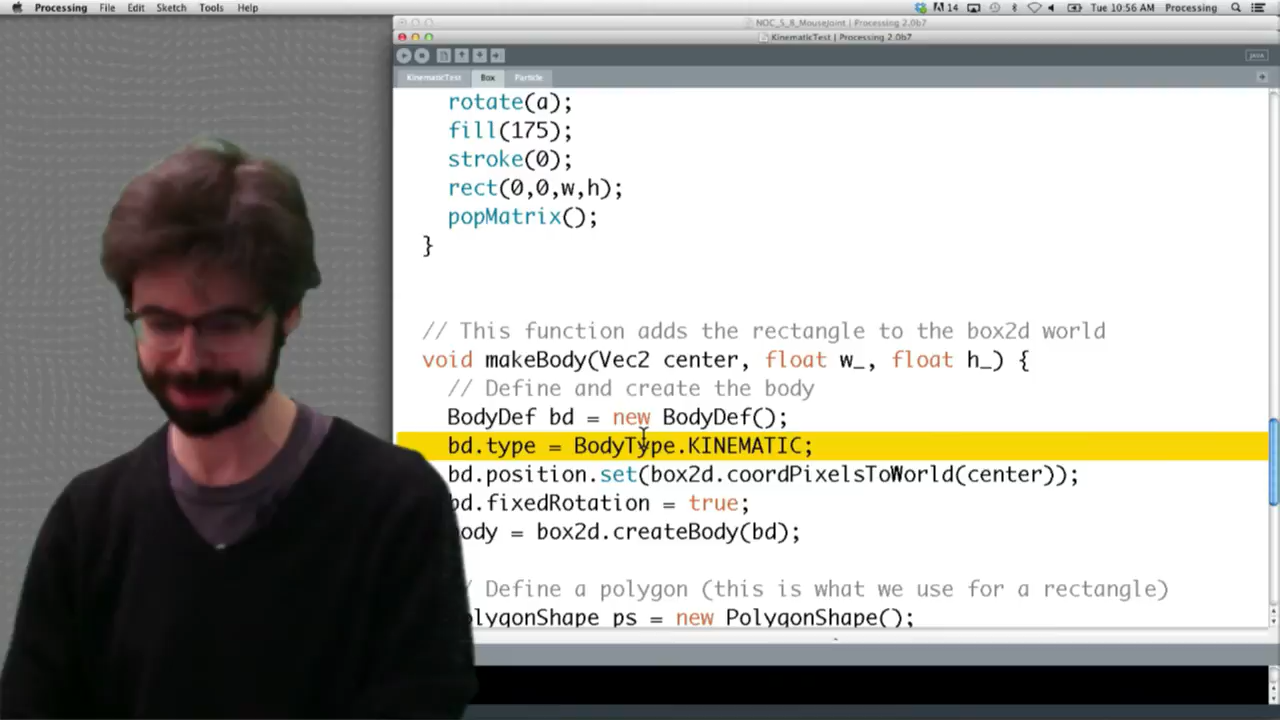 Processing File Edit Sketch Tools Help 14 Tue 10:56 AM Processing
NOC_5_8_MouseJoint | Processing 2.0b7
KinematicTest | Processing 2.0b7
JAVA
KinematicTest Box Particle
rotate(a);
fill(175);
stroke(0);
rect(0,0,w,h);
popMatrix();
}
// This function adds the rectangle to the box2d world
void makeBody(Vec2 center, float w_, float h_) {
// Define and create the body
BodyDef bd = new BodyDef();
bd.type = BodyType.KINEMATIC;
bd.position.set(box2d.coordPixelsToWorld(center));
bd.fixedRotation = true;
body = box2d.createBody(bd);
// Define a polygon (this is what we use for a rectangle)
PolygonShape ps = new PolygonShape();